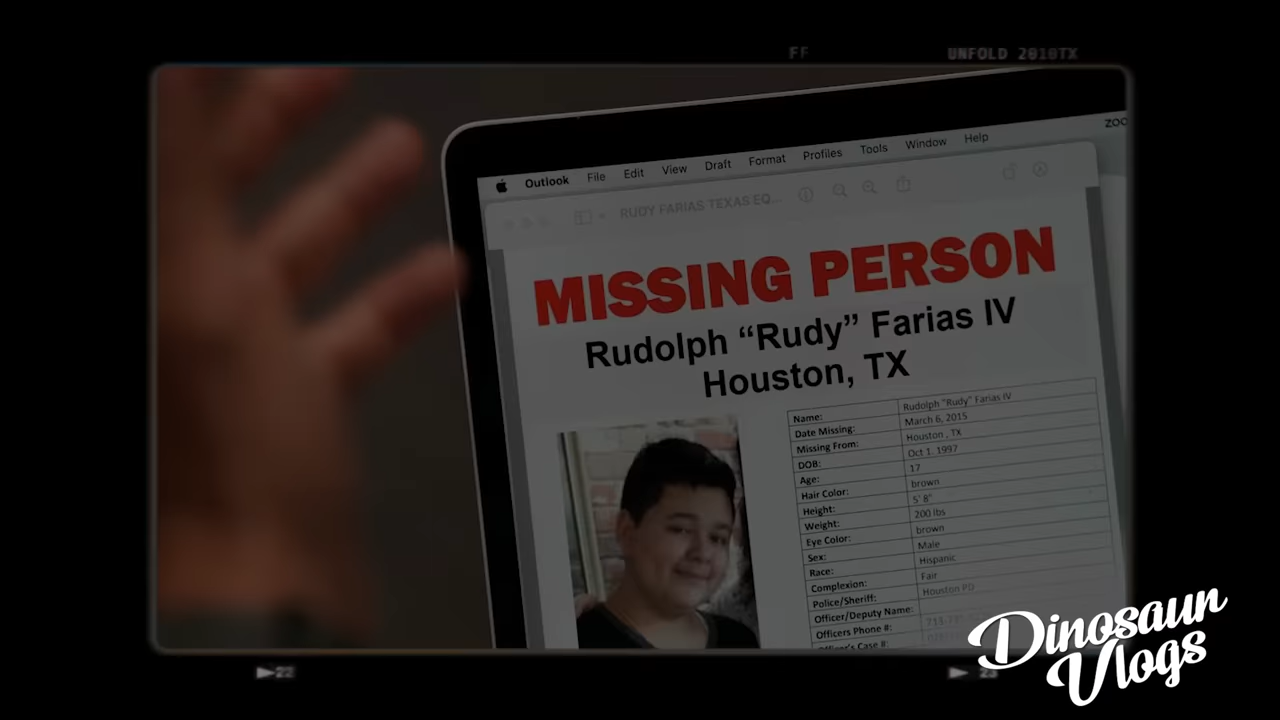 FF
UNFOLD 2010TX
Outlook File Edit View Draft Format Profiles Tools Window Help
RUDY FARIAS TEXAS EQ...
MISSING PERSON
Rudolph “Rudy” Farias IV
Houston, TX
Name: Rudolph "Rudy" Farias IV
Date Missing: March 6, 2015
Missing From: Houston , TX
DOB: Oct 1. 1997
Age: 17
Hair Color: brown
Height: 5' 8"
Weight: 200 lbs
Eye Color: brown
Sex: Male
Race: Hispanic
Complexion: Fair
Police/Sheriff: Houston PD
Officer/Deputy Name:
Officers Phone #:
Officer's Case #:
22
Dinosaur
Vlogs